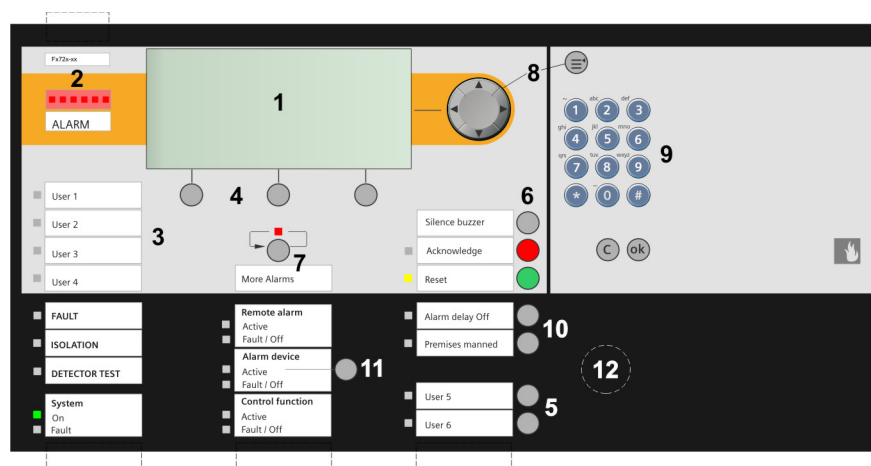 Fx72x-xx
2
ALARM
1
8
~
1
abc
2
def
3
ghi
4
jkl
5
mno
6
7
tuv
8
wxyz
9
*
0
#
9
C
ok
User 1
User 2
User 3
User 4
3
4
7
More Alarms
6
Silence buzzer
Acknowledge
Reset
FAULT
ISOLATION
DETECTOR TEST
System
On
Fault
Remote alarm
Active
Fault / Off
Alarm device
Active
Fault / Off
Control function
Active
Fault / Off
11
Alarm delay Off
Premises manned
10
User 5
User 6
5
12